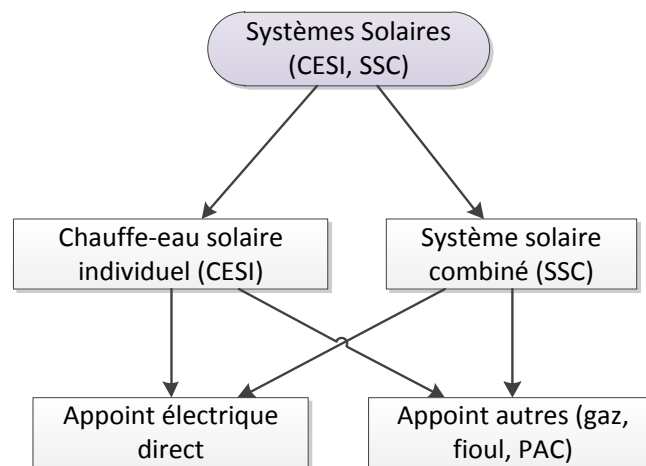 Systèmes Solaires
(CESI, SSC)
Chauffe-eau solaire
individuel (CESI)
Système solaire
combiné (SSC)
Appoint électrique
direct
Appoint autres (gaz,
fioul, PAC)